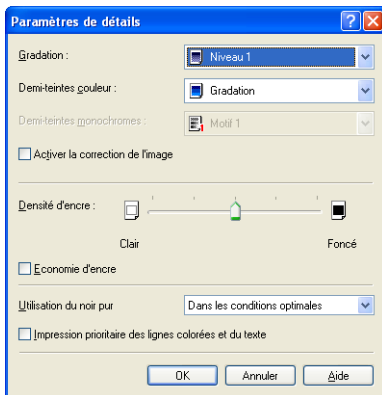 Paramètres de détails
Gradation : Niveau 1
Demi-teintes couleur : Gradation
Demi-teintes monochromes : Motif 1
Activer la correction de l'image
Densité d'encre :
Clair Foncé
Economie d'encre
Utilisation du noir pur Dans les conditions optimales
Impression prioritaire des lignes colorées et du texte
OK Annuler Aide